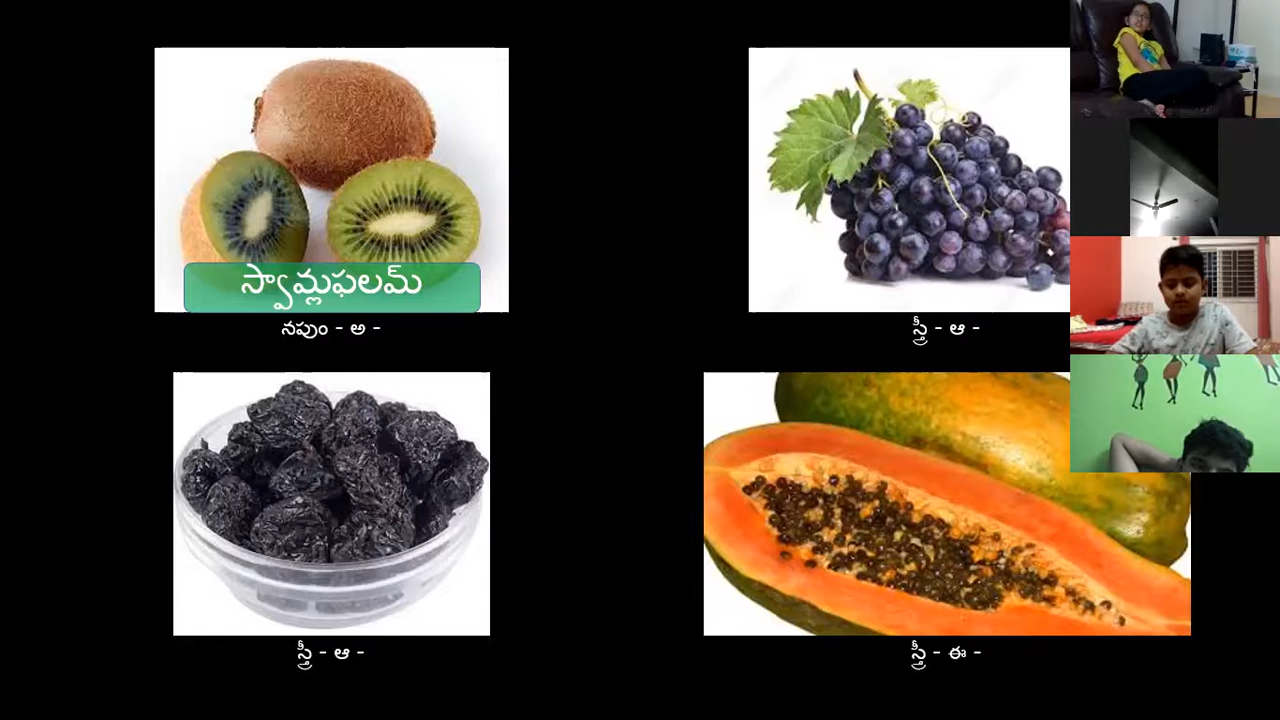 స్వామ్లఫలమ్
నపుం - అ -
స్త్రీ - ఆ -
స్త్రీ - ఆ -
స్త్రీ - ఈ -